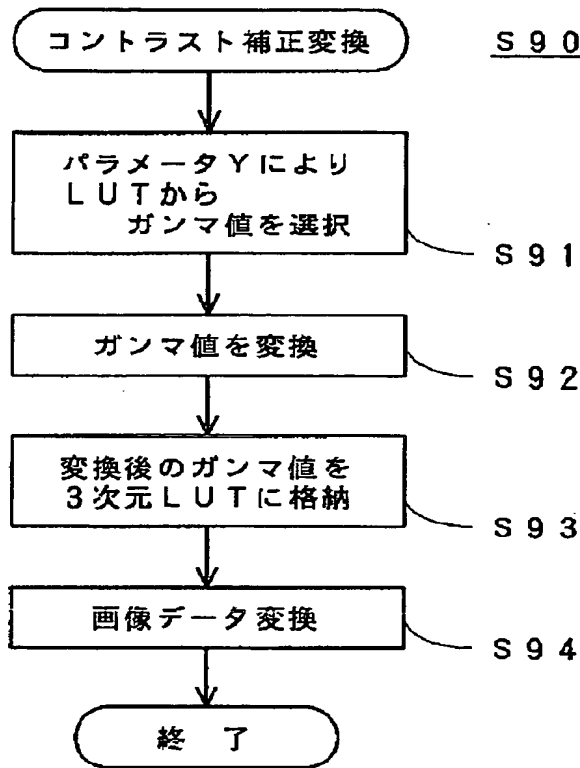 コントラスト補正変換
S90
パラメータYにより
LUTから
ガンマ値を選択
S91
ガンマ値を変換
S92
変換後のガンマ値を
3次元LUTに格納
S93
画像データ変換
S94
終 了